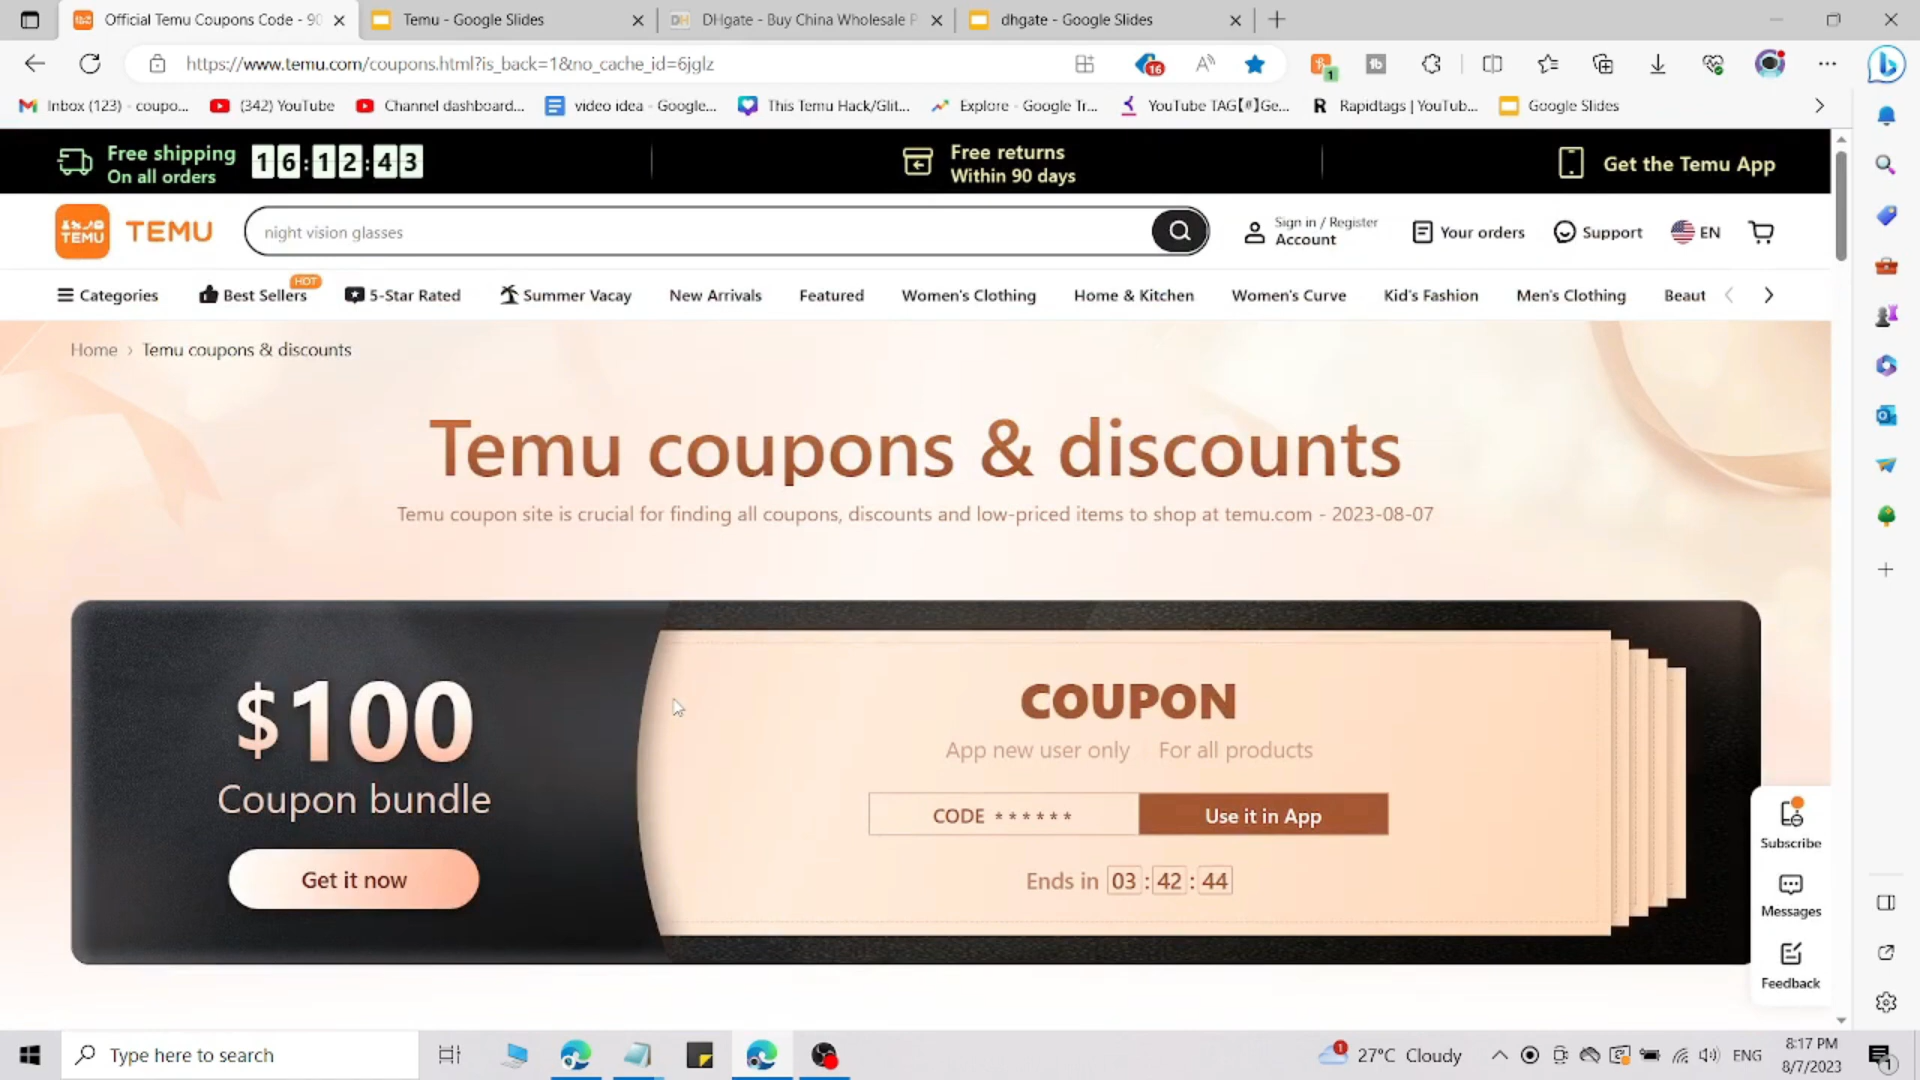 Official Temu Coupons Code - 90
Temu - Google Slides
DH
DHgate - Buy China Wholesale P
dhgate - Google Slides
https://www.temu.com/coupons.html?is_back=1&no_cache_id=6jglz
16
1
tb
Inbox (123) - coupo...
(342) YouTube
Channel dashboard...
video idea - Google...
This Temu Hack/Glit...
Explore - Google Tr...
YouTube TAG【#】Ge...
R Rapidtags | YouTub...
Google Slides
Free shipping
On all orders
16:12:43
Free returns
Within 90 days
Get the Temu App
TEMU
TEMU
night vision glasses
Sign in / Register
Account
Your orders
Support
EN
Categories
Best Sellers
HOT
5-Star Rated
Summer Vacay
New Arrivals
Featured
Women's Clothing
Home & Kitchen
Women's Curve
Kid's Fashion
Men's Clothing
Beaut
Home › Temu coupons & discounts
Temu coupons & discounts
Temu coupon site is crucial for finding all coupons, discounts and low-priced items to shop at temu.com - 2023-08-07
$100
Coupon bundle
Get it now
COUPON
App new user only For all products
CODE ******
Use it in App
Ends in 03 : 42 : 44
Subscribe
Messages
Feedback
Type here to search
1
27°C Cloudy
ENG
8:17 PM
8/7/2023
1